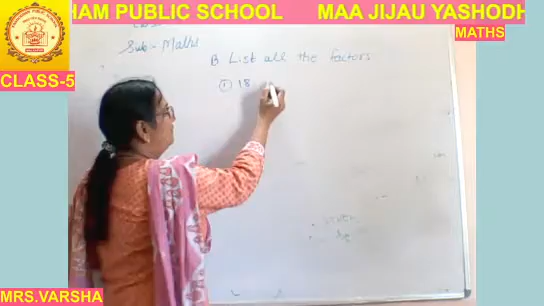 HAM PUBLIC SCHOOL MAA JIJAU YASHODH
MATHS
Sub - Maths
B List all the factors
① 18
CLASS-5
MRS.VARSHA